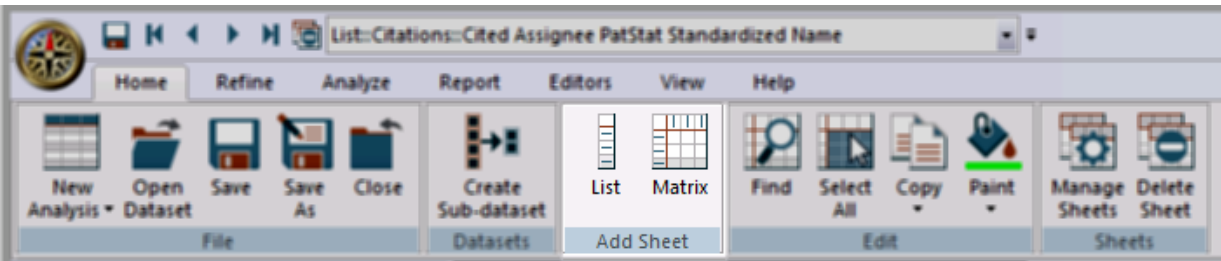 List::Citations::Cited Assignee PatStat Standardized Name
Home Refine Analyze Report Editors View Help
New Analysis
Open Dataset
Save
Save As
Close
File
Create Sub-dataset
Datasets
List
Matrix
Add Sheet
Find
Select All
Copy
Paint
Edit
Manage Sheets
Delete Sheet
Sheets